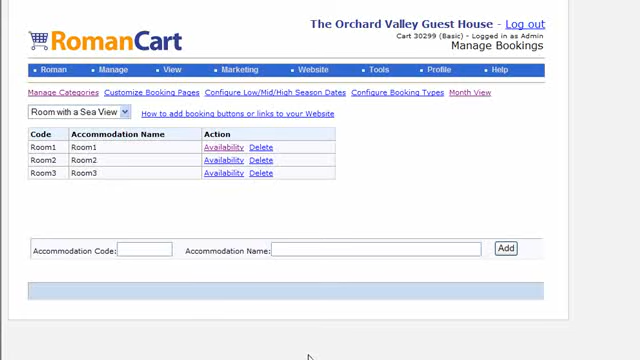 The Orchard Valley Guest House - Log out
RomanCart
Cart 30299 (Basic) - Logged in as Admin
Manage Bookings
Roman Manage View Marketing Website Tools Profile Help
Manage Categories Customize Booking Pages Configure Low/Mid/High Season Dates Configure Booking Types Month View
Room with a Sea View How to add booking buttons or links to your Website
Code Accommodation Name Action
Room1 Room1 Availability Delete
Room2 Room2 Availability Delete
Room3 Room3 Availability Delete
Accommodation Code: Accommodation Name: Add